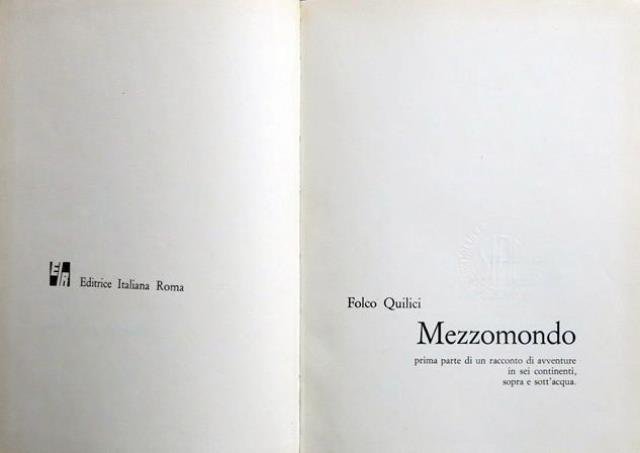 ER
Editrice Italiana Roma
Folco Quilici
Mezzomondo
prima parte di un racconto di avventure
in sei continenti,
sopra e sott'acqua.